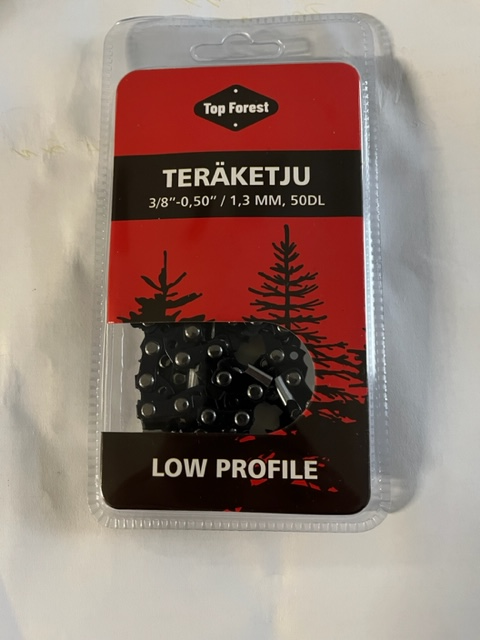 Top Forest
TERÄKETJU
3/8"-0,50" / 1,3 MM, 50DL
LOW PROFILE